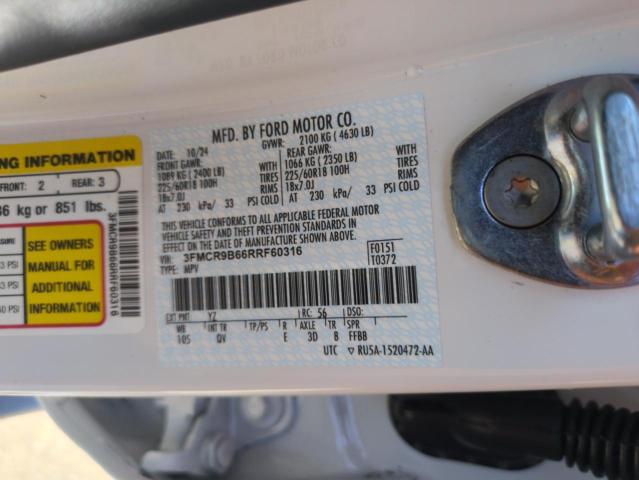 MFD. BY FORD MOTOR CO.
10/24 GVWR: 2100 KG ( 4630 LB)
FRONT GAWR: REAR GAWR:
1089 KG ( 2400 LB) WITH 1066 KG ( 2350 LB) WITH
225/60R18 100H TIRES 225/60R18 100H TIRES
18x7.0J RIMS 18x7.0J RIMS
AT 230 kPa/ 33 PSI COLD AT 230 kPa/ 33 PSI COLD
THIS VEHICLE CONFORMS TO ALL APPLICABLE FEDERAL MOTOR
VEHICLE SAFETY AND THEFT PREVENTION STANDARDS IN EFFECT
ON THE DATE OF MANUFACTURE SHOWN ABOVE.
VIN: 3FMCR9B66RRF60316 F0151
TYPE: MPV T0372
EXT PNT: YZ RC: 56 DSO:
WB INT TR TP/PS R AXLE TR SPR
105 QV E 3D 8 FFBB
UTC RU5A-1520472-AA
NG INFORMATION
FRONT: 2 REAR: 3
86 kg or 851 lbs.
SEE OWNERS
MANUAL FOR
ADDITIONAL
INFORMATION
3FMCR9B66RRF60316